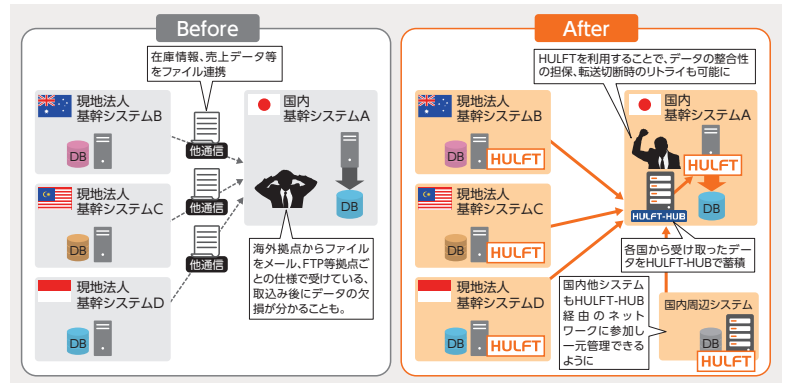 Before
在庫情報、売上データ等
をファイル連携
現地法人
基幹システムB
DB
他通信
国内
基幹システムA
DB
現地法人
基幹システムC
DB
他通信
現地法人
基幹システムD
DB
他通信
海外拠点からファイル
をメール、FTP等拠点ご
との仕様で受けている、
取込み後にデータの欠
損が分かることも。
After
HULFTを利用することで、データの整合性
の担保、転送切断時のリトライも可能に
現地法人
基幹システムB
DB
HULFT
国内
基幹システムA
HULFT
DB
HULFT-HUB
現地法人
基幹システムC
DB
HULFT
各国から受け取ったデー
タをHULFT-HUBで蓄積
現地法人
基幹システムD
DB
HULFT
国内他システム
もHULFT-HUB
経由のネット
ワークに参加し
一元管理できる
ように
国内周辺システム
DB
HULFT